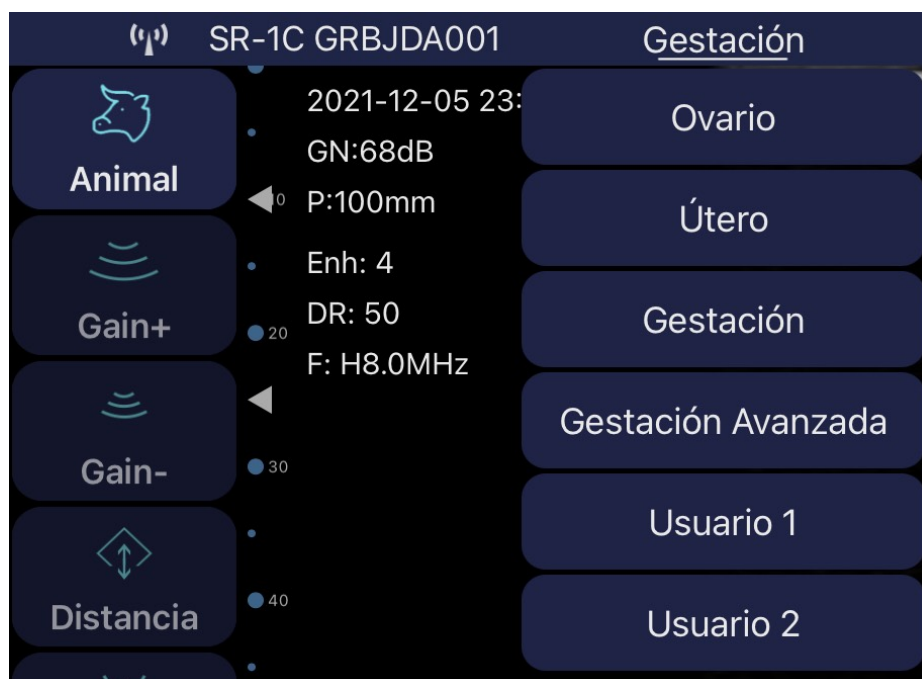 SR-1C GRBJDA001
Gestación
Animal
Gain+
Gain-
Distancia
2021-12-05 23:
GN:68dB
P:100mm
Enh: 4
DR: 50
F: H8.0MHz
20
30
40
Ovario
Útero
Gestación
Gestación Avanzada
Usuario 1
Usuario 2